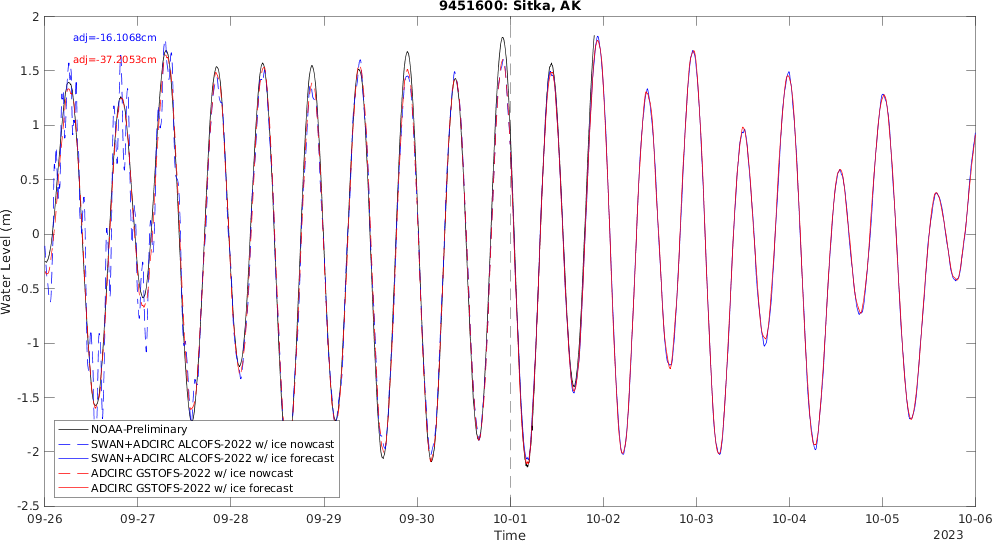 9451600: Sitka, AK
adj=-16.1068cm
adj=-37.2053cm
Water Level (m)
2
1.5
1
0.5
0
-0.5
-1
-1.5
-2
-2.5
NOAA-Preliminary
SWAN+ADCIRC ALCOFS-2022 w/ ice nowcast
SWAN+ADCIRC ALCOFS-2022 w/ ice forecast
ADCIRC GSTOFS-2022 w/ ice nowcast
ADCIRC GSTOFS-2022 w/ ice forecast
09-26 09-27 09-28 09-29 09-30 10-01 10-02 10-03 10-04 10-05 10-06
Time
2023